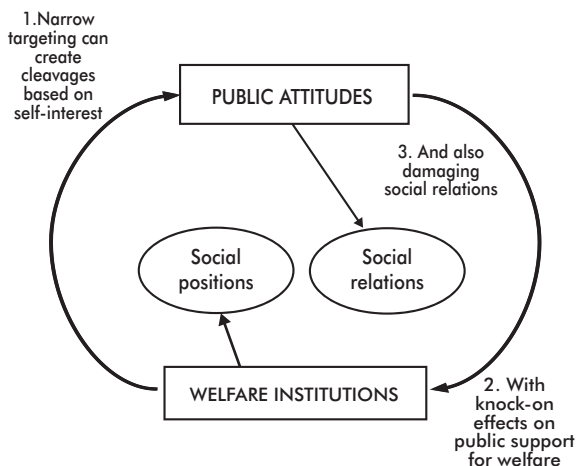 1.Narrow
targeting can
create
cleavages
based on
self-interest
PUBLIC ATTITUDES
3. And also
damaging
social relations
Social
positions
Social
relations
WELFARE INSTITUTIONS
2. With
knock-on
effects on
public support
for welfare